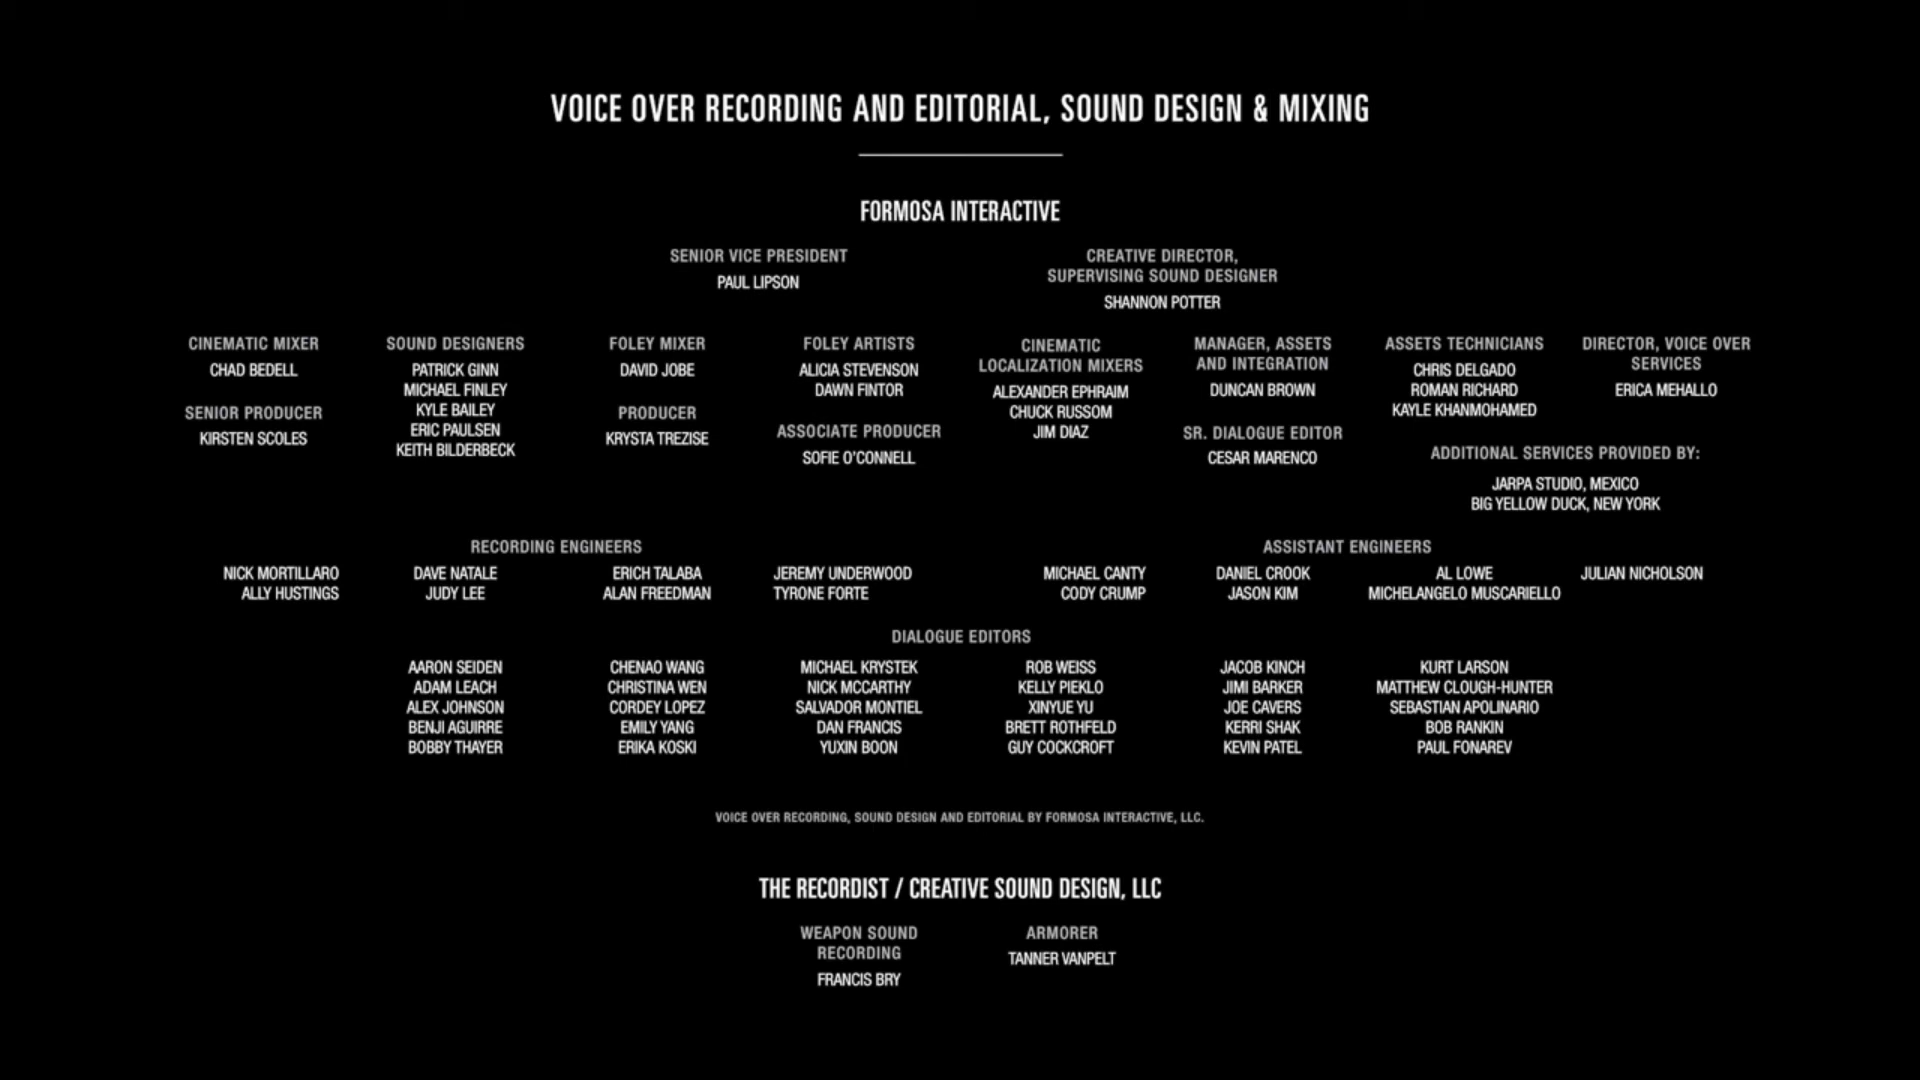 VOICE OVER RECORDING AND EDITORIAL, SOUND DESIGN & MIXING
FORMOSA INTERACTIVE
SENIOR VICE PRESIDENT
PAUL LIPSON
CREATIVE DIRECTOR,
SUPERVISING SOUND DESIGNER
SHANNON POTTER
CINEMATIC MIXER
CHAD BEDELL
SENIOR PRODUCER
KIRSTEN SCOLES
SOUND DESIGNERS
PATRICK GINN
MICHAEL FINLEY
KYLE BAILEY
ERIC PAULSEN
KEITH BILDERBECK
FOLEY MIXER
DAVID JOBE
PRODUCER
KRYSTA TREZISE
FOLEY ARTISTS
ALICIA STEVENSON
DAWN FINTOR
ASSOCIATE PRODUCER
SOFIE O'CONNELL
CINEMATIC
LOCALIZATION MIXERS
ALEXANDER EPHRAIM
CHUCK RUSSOM
JIM DIAZ
MANAGER, ASSETS
AND INTEGRATION
DUNCAN BROWN
SR. DIALOGUE EDITOR
CESAR MARENCO
ASSETS TECHNICIANS
CHRIS DELGADO
ROMAN RICHARD
KAYLE KHANMOHAMED
DIRECTOR, VOICE OVER
SERVICES
ERICA MEHALLO
ADDITIONAL SERVICES PROVIDED BY:
JARPA STUDIO, MEXICO
BIG YELLOW DUCK, NEW YORK
RECORDING ENGINEERS
NICK MORTILLARO
ALLY HUSTINGS
DAVE NATALE
JUDY LEE
ERICH TALABA
ALAN FREEDMAN
JEREMY UNDERWOOD
TYRONE FORTE
ASSISTANT ENGINEERS
MICHAEL CANTY
CODY CRUMP
DANIEL CROOK
JASON KIM
AL LOWE
MICHELANGELO MUSCARIELLO
JULIAN NICHOLSON
DIALOGUE EDITORS
AARON SEIDEN
ADAM LEACH
ALEX JOHNSON
BENJI AGUIRRE
BOBBY THAYER
CHENAO WANG
CHRISTINA WEN
CORDEY LOPEZ
EMILY YANG
ERIKA KOSKI
MICHAEL KRYSTEK
NICK MCCARTHY
SALVADOR MONTIEL
DAN FRANCIS
YUXIN BOON
ROB WEISS
KELLY PIEKLO
XINYUE YU
BRETT ROTHFELD
GUY COCKCROFT
JACOB KINCH
JIMI BARKER
JOE CAVERS
KERRI SHAK
KEVIN PATEL
KURT LARSON
MATTHEW CLOUGH-HUNTER
SEBASTIAN APOLINARIO
BOB RANKIN
PAUL FONAREV
VOICE OVER RECORDING, SOUND DESIGN AND EDITORIAL BY FORMOSA INTERACTIVE, LLC.
THE RECORDIST / CREATIVE SOUND DESIGN, LLC
WEAPON SOUND
RECORDING
FRANCIS BRY
ARMORER
TANNER VANPELT